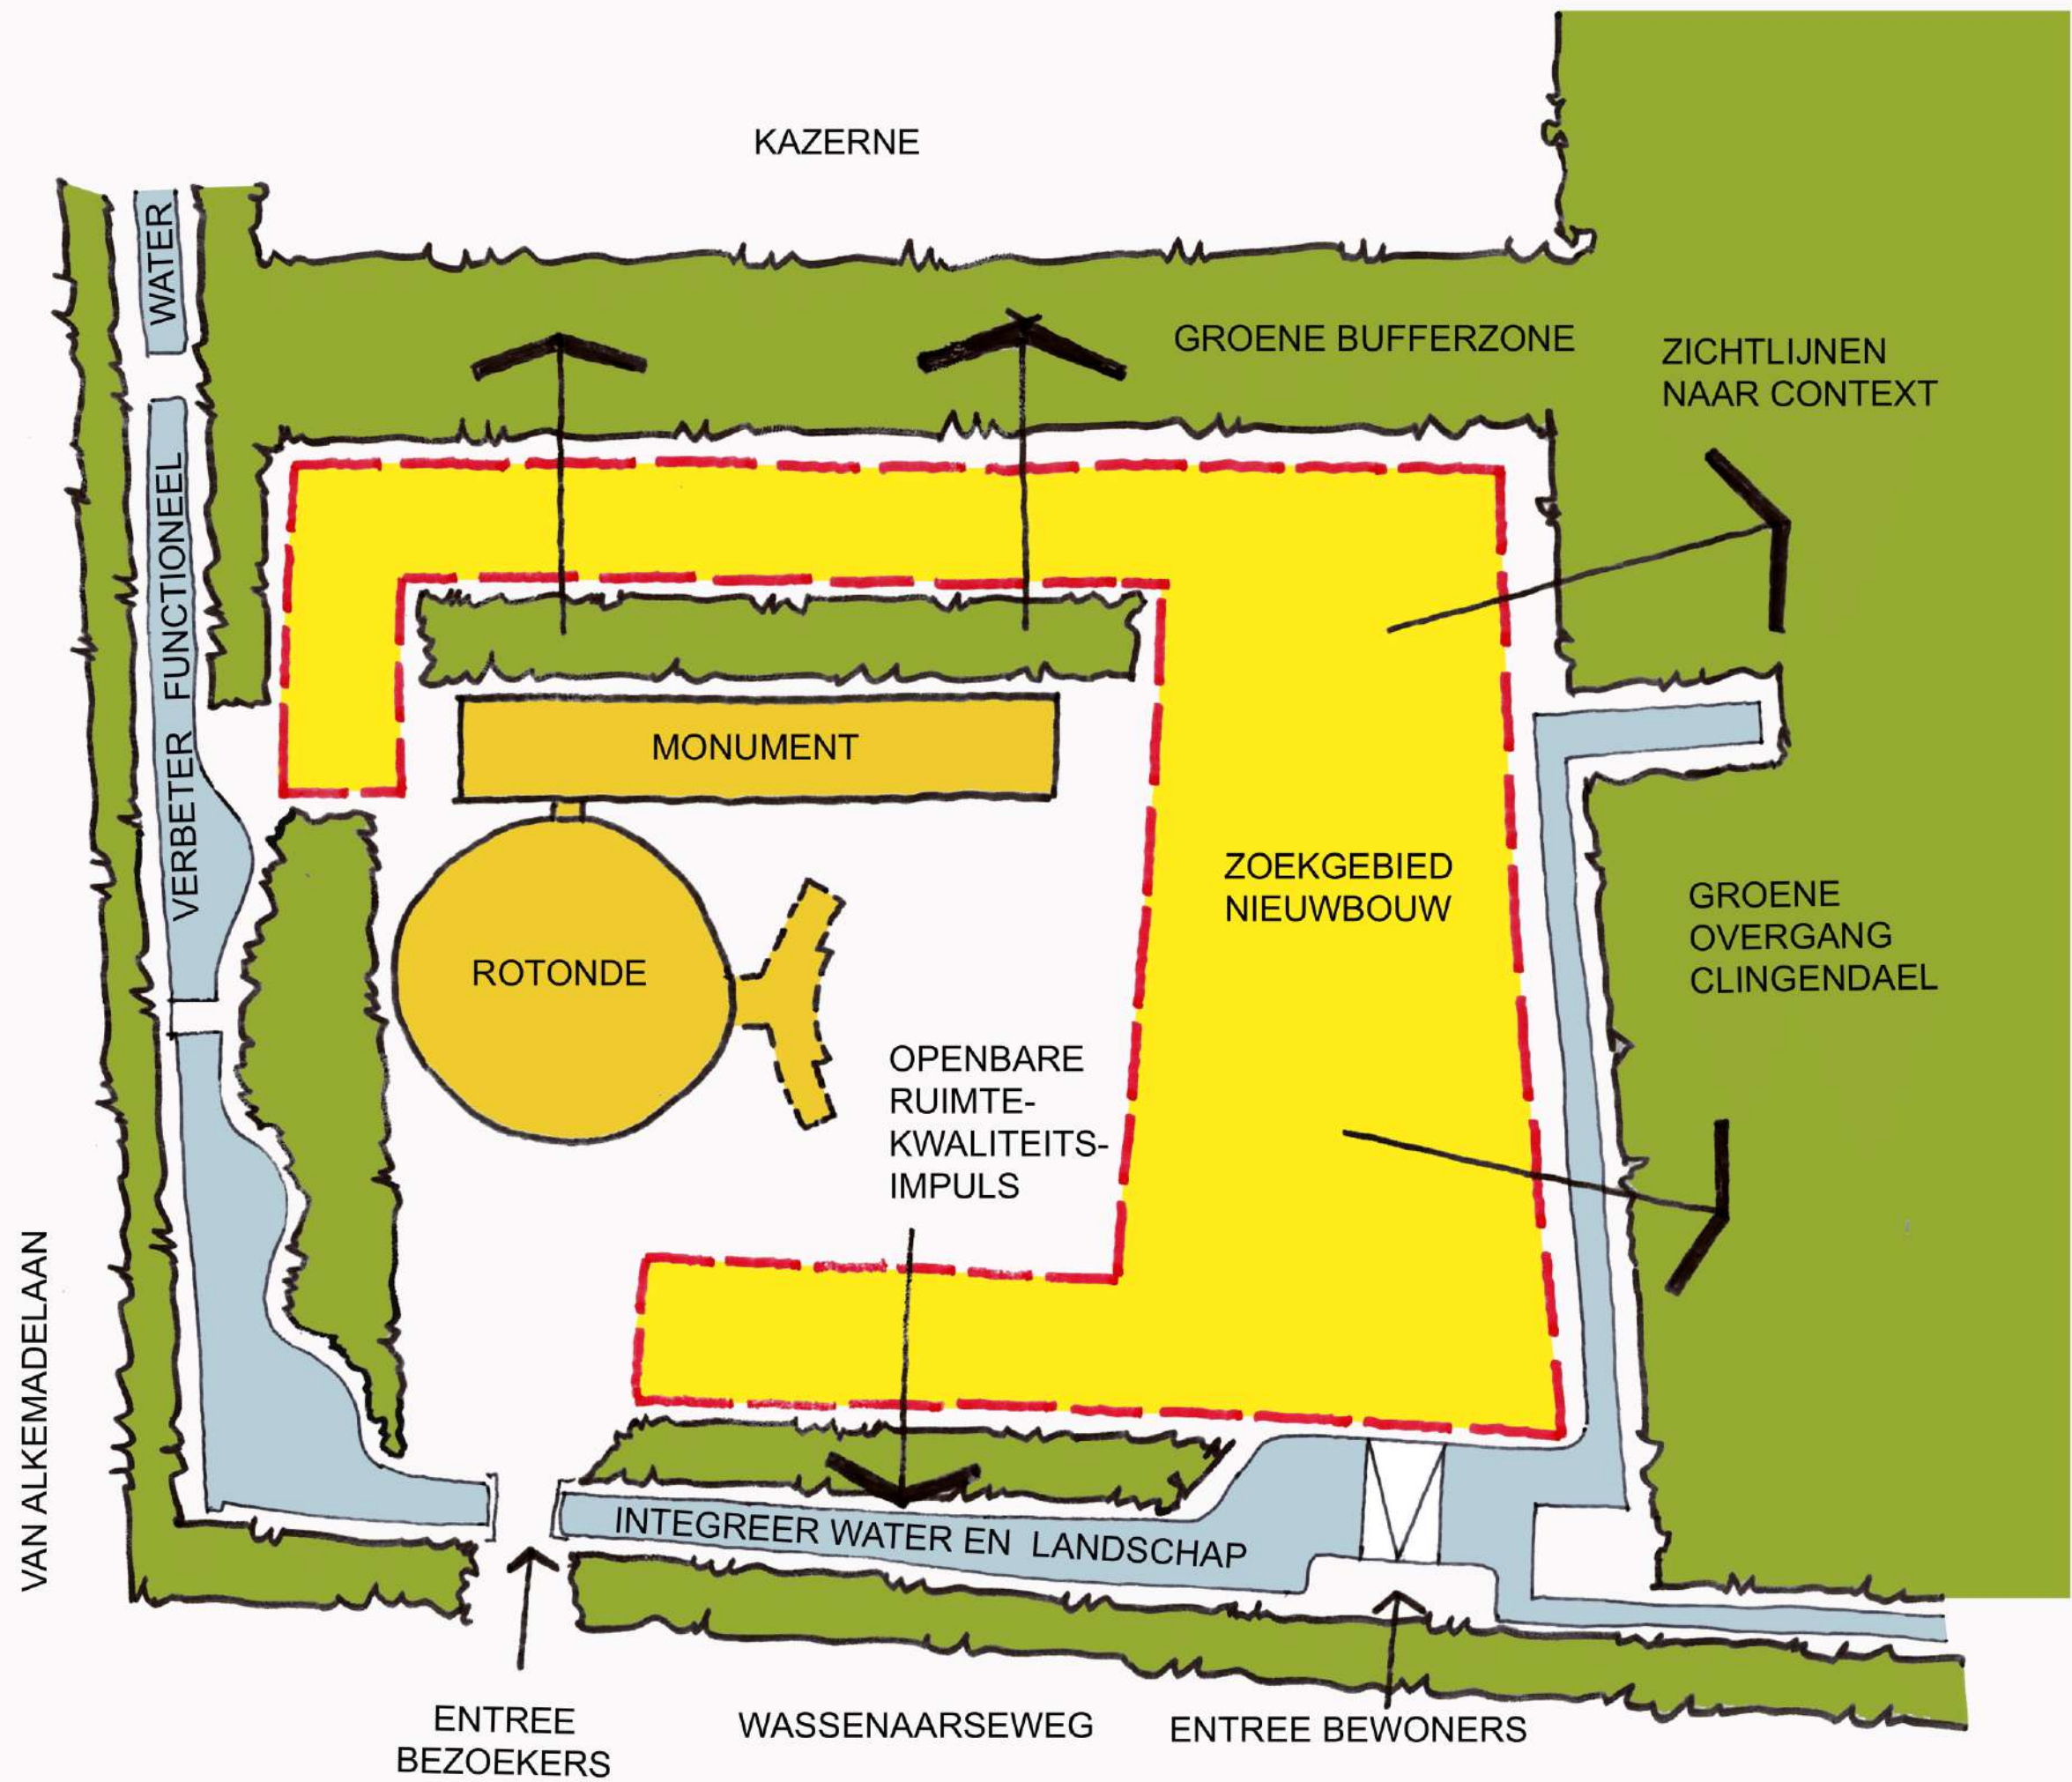 KAZERNE
WATER
GROENE BUFFERZONE
ZICHTLIJNEN
NAAR CONTEXT
VERBETER FUNCTIONEEL
MONUMENT
ZOEKGEBIED
NIEUWBOUW
GROENE
OVERGANG
CLINGENDAEL
ROTONDE
OPENBARE
RUIMTE-
KWALITEITS-
IMPULS
VAN ALKEMADELAAN
INTEGREER WATER EN LANDSCHAP
ENTREE
BEZOEKERS
WASSENAARSEWEG
ENTREE BEWONERS